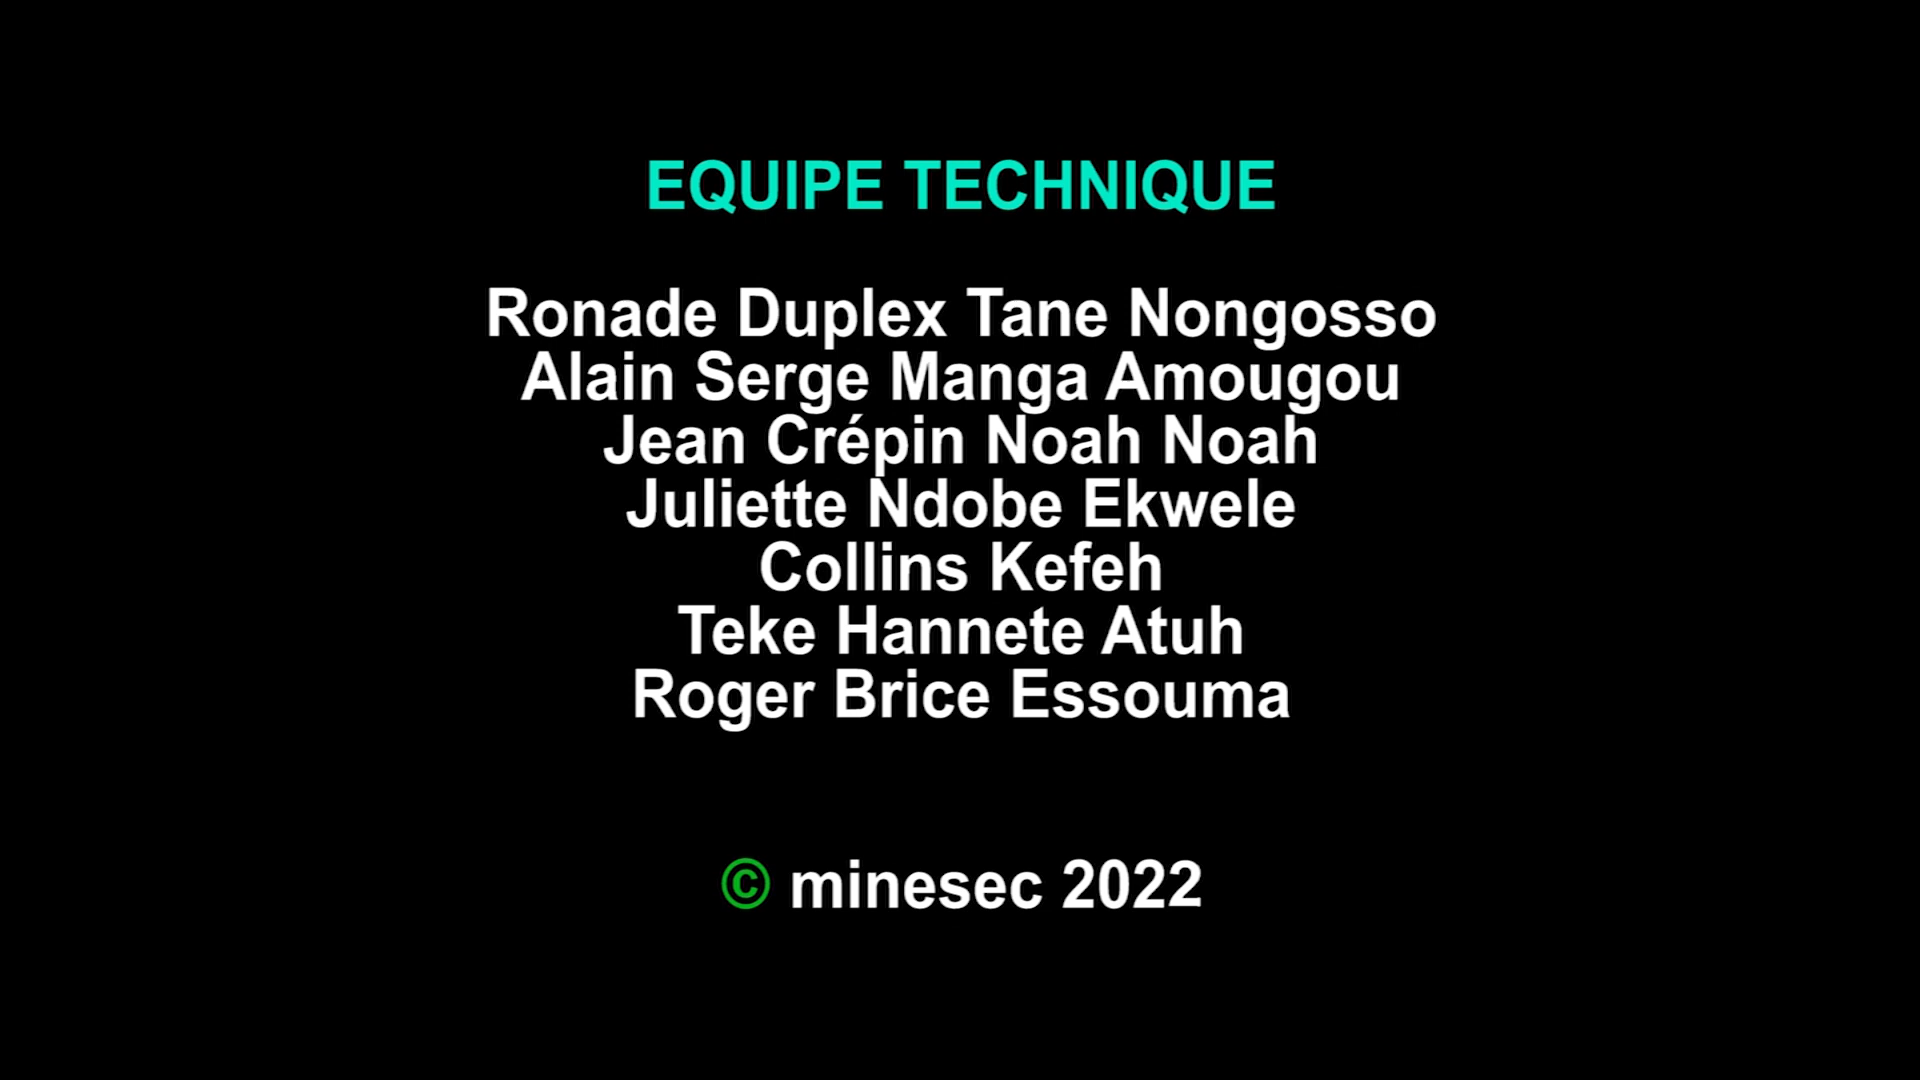 EQUIPE TECHNIQUE
Ronade Duplex Tane Nongosso
Alain Serge Manga Amougou
Jean Crépin Noah Noah
Juliette Ndobe Ekwele
Collins Kefeh
Teke Hannete Atuh
Roger Brice Essouma
© minesec 2022